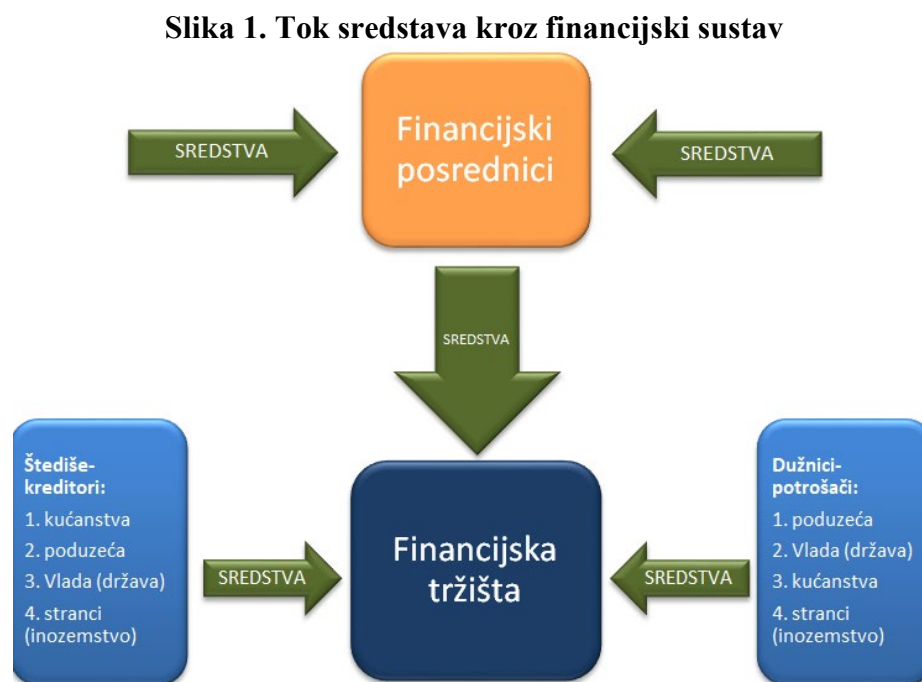 Slika 1. Tok sredstava kroz financijski sustav
Financijski
posrednici
SREDSTVA
SREDSTVA
SREDSTVA
Štediše-
kreditori:
1. kućanstva
2. poduzeća
3. Vlada (država)
4. stranci
(inozemstvo)
SREDSTVA
Financijska
tržišta
SREDSTVA
Dužnici-
potrošači:
1. poduzeća
2. Vlada (država)
3. kućanstva
4. stranci
(inozemstvo)